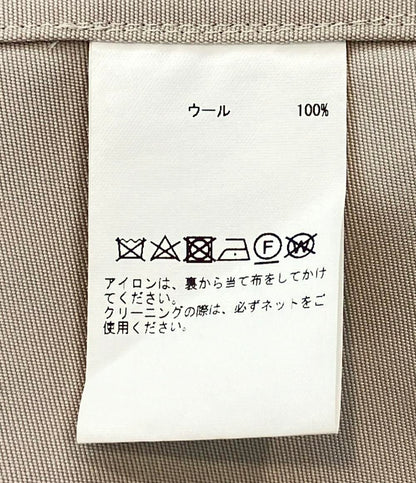 ウール 100%
F W
アイロンは、裏から当て布をしてかけ
てください。
クリーニングの際は、必ずネットをご
使用ください。